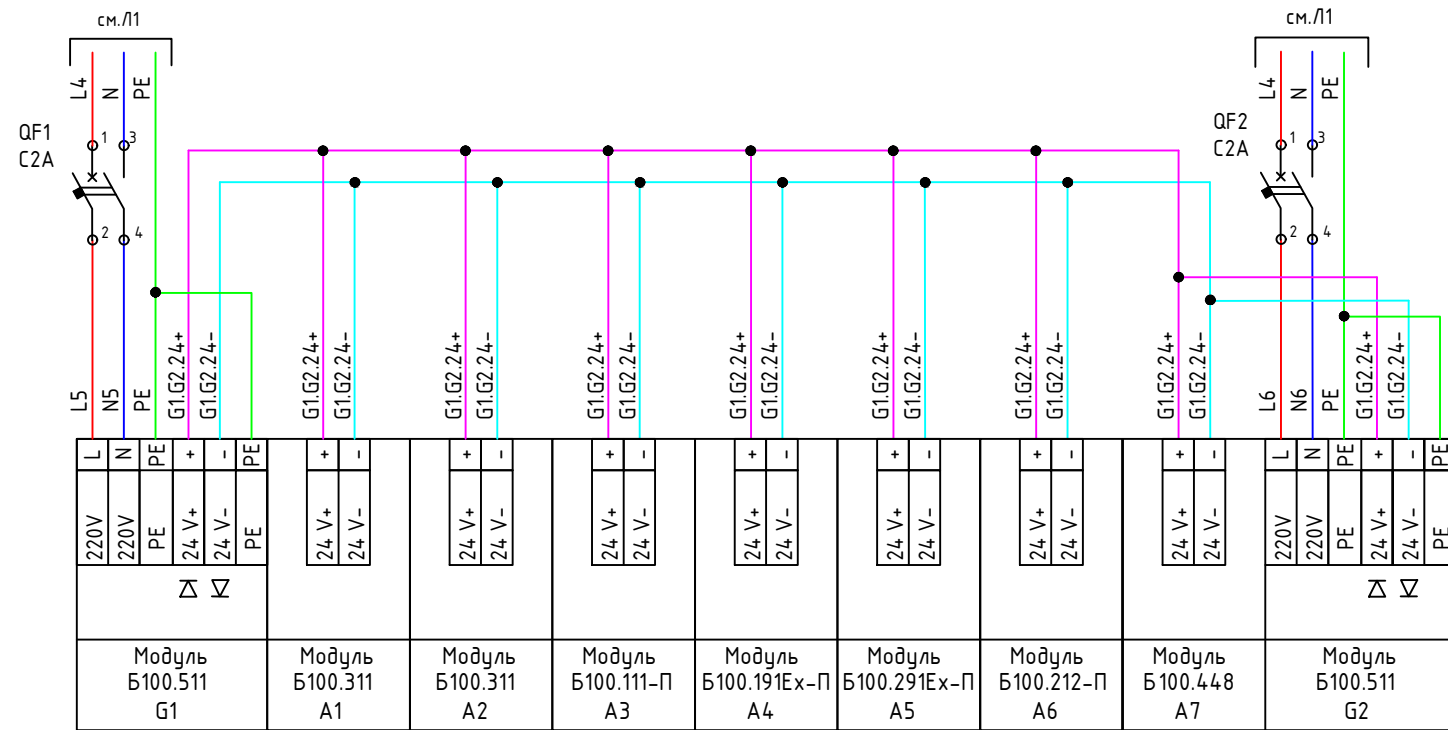 см.Л1
см.Л1
L4
N
PE
L4
N
PE
QF1
C2A
1
3
2
4
QF2
C2A
1
3
2
4
L5
N5
PE
G1.G2.24+
G1.G2.24-
G1.G2.24+
G1.G2.24-
G1.G2.24+
G1.G2.24-
G1.G2.24+
G1.G2.24-
G1.G2.24+
G1.G2.24-
G1.G2.24+
G1.G2.24-
G1.G2.24+
G1.G2.24-
G1.G2.24+
G1.G2.24-
L6
N6
PE
G1.G2.24+
G1.G2.24-
L
N
PE
+
-
PE
+
-
+
-
+
-
+
-
+
-
+
-
+
-
L
N
PE
+
-
PE
220V
220V
PE
24 V+
24 V-
PE
24 V+
24 V-
24 V+
24 V-
24 V+
24 V-
24 V+
24 V-
24 V+
24 V-
24 V+
24 V-
24 V+
24 V-
220V
220V
PE
24 V+
24 V-
PE
Модуль
Б100.511
G1
Модуль
Б100.311
A1
Модуль
Б100.311
A2
Модуль
Б100.111-П
A3
Модуль
Б100.191Ex-П
A4
Модуль
Б100.291Ex-П
A5
Модуль
Б100.212-П
A6
Модуль
Б100.448
A7
Модуль
Б100.511
G2